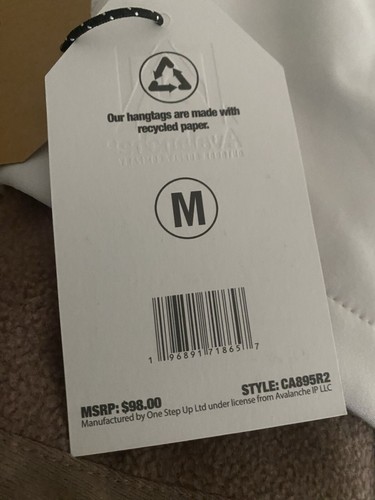 Our hangtags are made with
recycled paper.
M
1 96891 71865 7
MSRP: $98.00
STYLE: CA895R2
Manufactured by One Step Up Ltd under license from Avalanche IP LLC